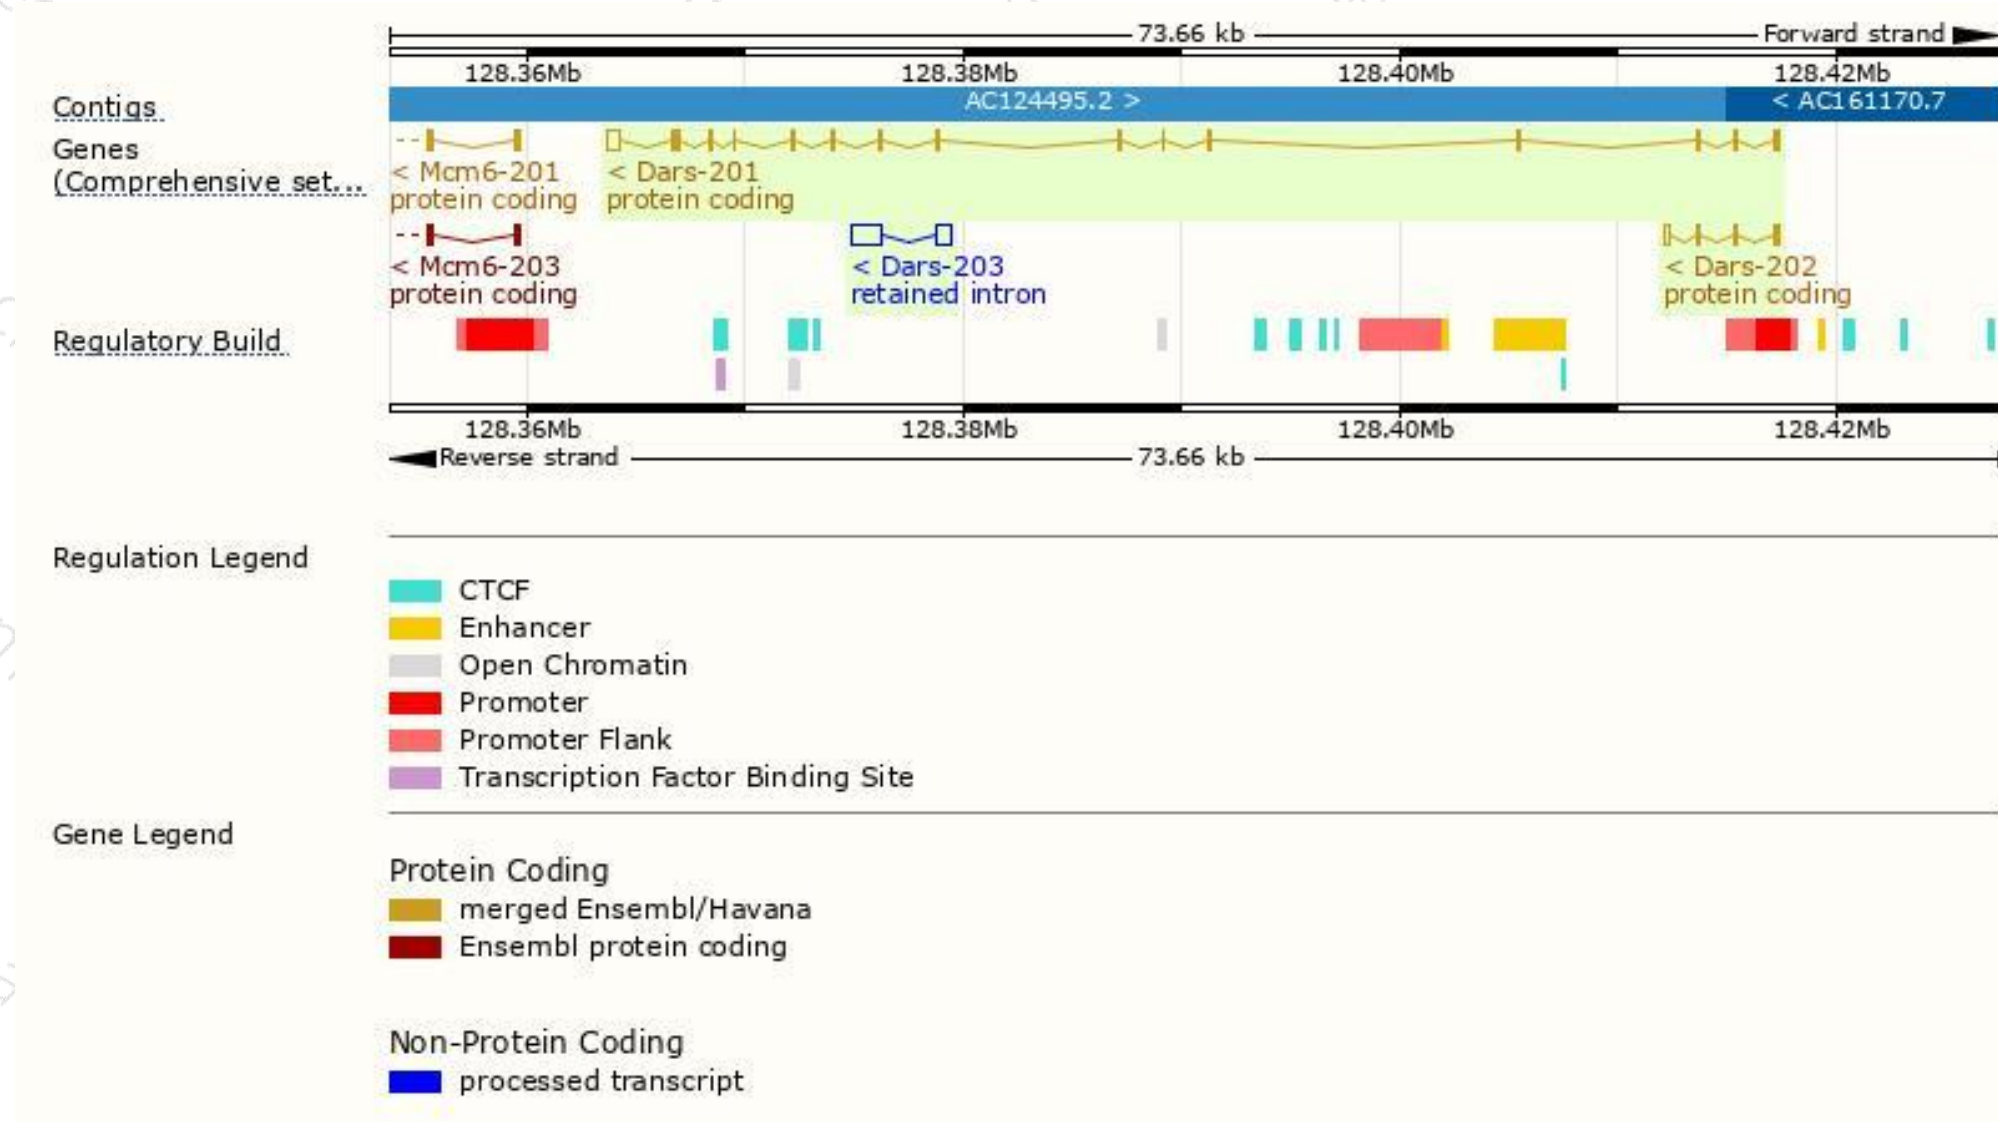 73.66 kb Forward strand
128.36Mb 128.38Mb 128.40Mb 128.42Mb
Contigs AC124495.2 > < AC161170.7
Genes
(Comprehensive set...
< Mcm6-201 < Dars-201
protein coding protein coding
< Mcm6-203 < Dars-203 < Dars-202
protein coding retained intron protein coding
Regulatory Build
128.36Mb 128.38Mb 128.40Mb 128.42Mb
Reverse strand 73.66 kb
Regulation Legend
CTCF
Enhancer
Open Chromatin
Promoter
Promoter Flank
Transcription Factor Binding Site
Gene Legend
Protein Coding
merged Ensembl/Havana
Ensembl protein coding
Non-Protein Coding
processed transcript